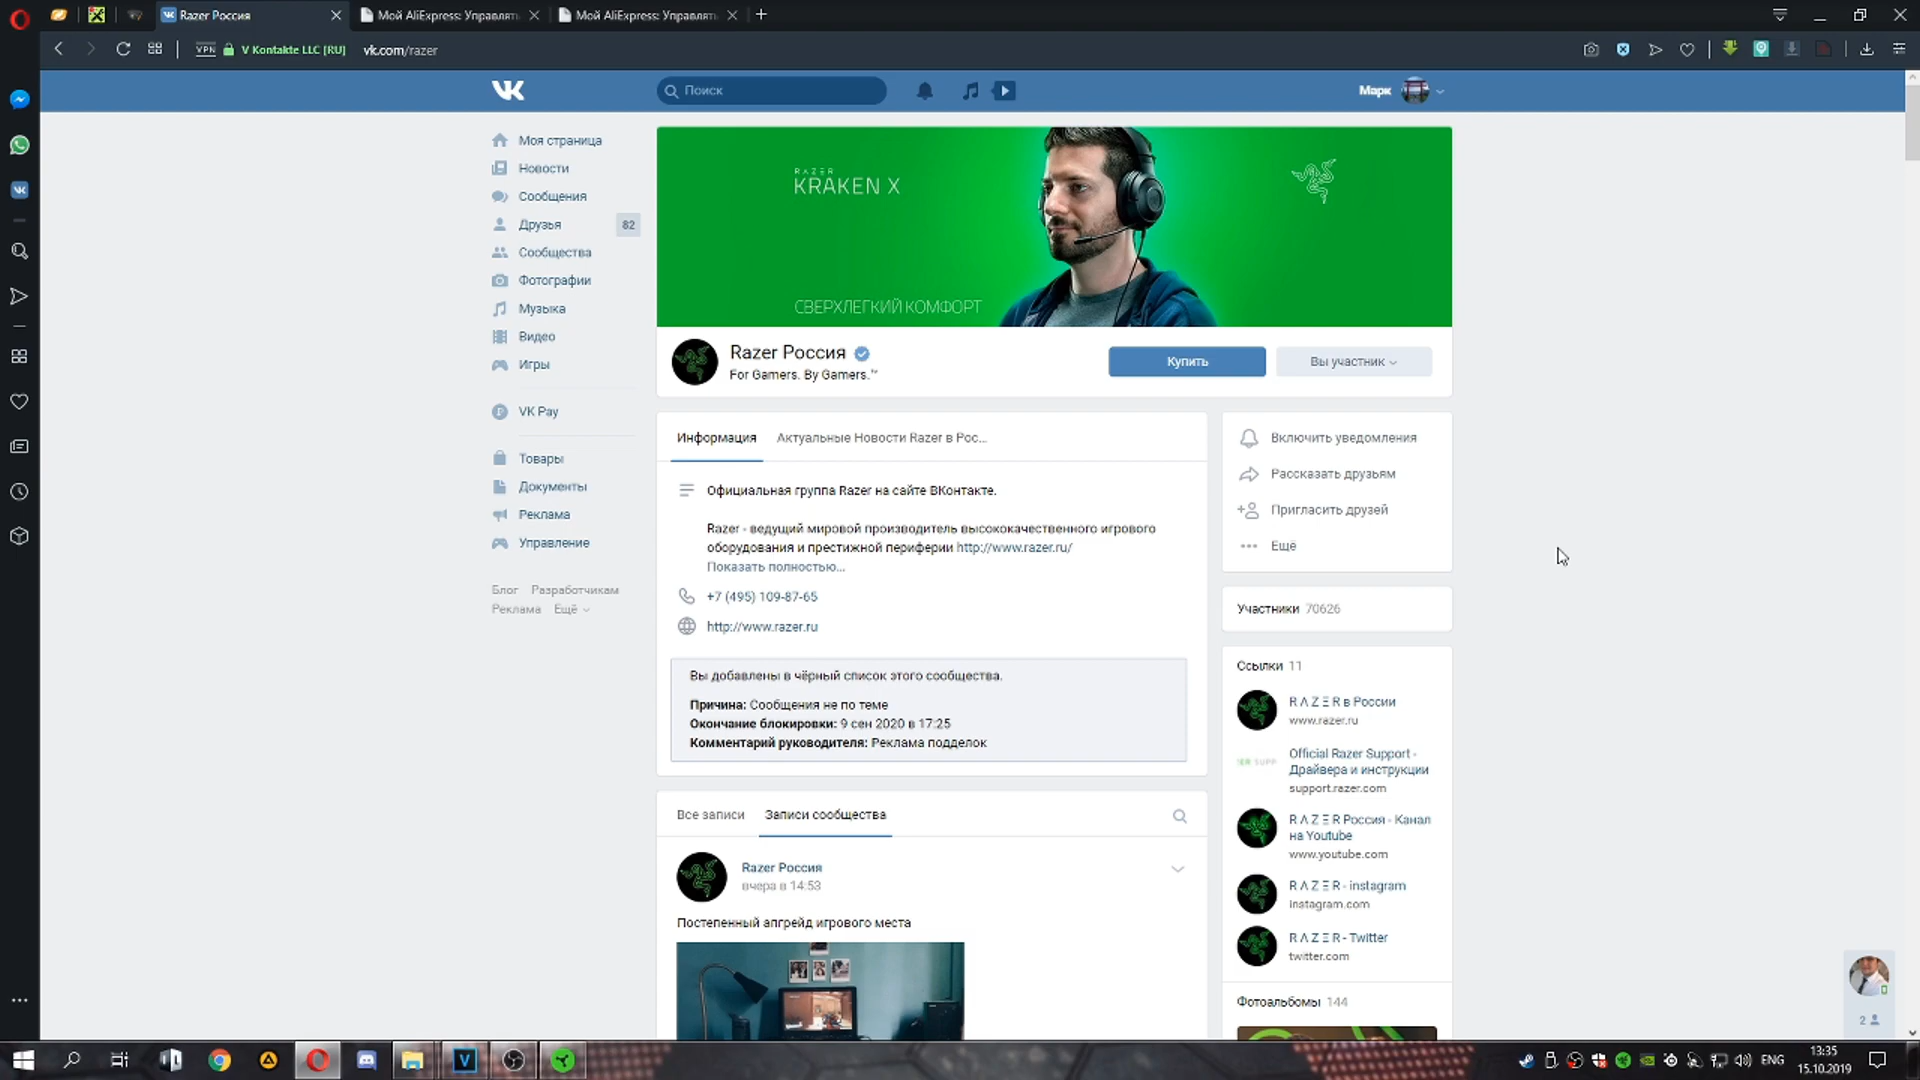 Razer Россия
Мой AliExpress: Управлять
Мой AliExpress: Управлять
VPN
V Kontakte LLC [RU]
vk.com/razer
Поиск
Марк
Моя страница
Новости
Сообщения
Друзья
82
Сообщества
Фотографии
Музыка
Видео
Игры
VK Pay
Товары
Документы
Реклама
Управление
Блог Разработчикам
Реклама Ещё
RAZER
KRAKEN X
СВЕРХЛЕГКИЙ КОМФОРТ
Razer Россия
For Gamers. By Gamers.™
Купить
Вы участник
Информация
Актуальные Новости Razer в Рос...
Официальная группа Razer на сайте ВКонтакте.
Razer - ведущий мировой производитель высококачественного игрового
оборудования и престижной периферии http://www.razer.ru/
Показать полностью...
+7 (495) 109-87-65
http://www.razer.ru
Вы добавлены в чёрный список этого сообщества.
Причина: Сообщения не по теме
Окончание блокировки: 9 сен 2020 в 17:25
Комментарий руководителя: Реклама подделок
Все записи
Записи сообщества
Razer Россия
вчера в 14:53
Постепенный апгрейд игрового места
Включить уведомления
Рассказать друзьям
Пригласить друзей
Ещё
Участники 70626
Ссылки 11
R Λ Z Ξ R в России
www.razer.ru
Official Razer Support -
Драйвера и инструкции
support.razer.com
R Λ Z Ξ R Россия - Канал
на Youtube
www.youtube.com
R Λ Z Ξ R - instagram
instagram.com
R Λ Z Ξ R - Twitter
twitter.com
Фотоальбомы 144
2
ENG
13:35
15.10.2019